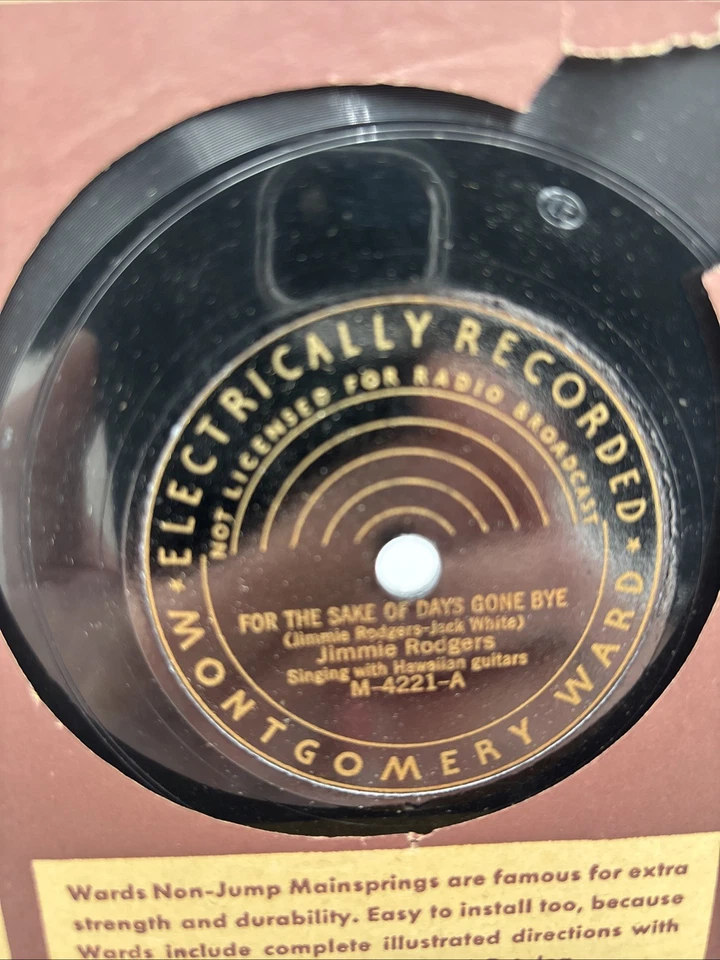 ELECTRICALLY RECORDED
NOT LICENSED FOR RADIO BROADCAST
FOR THE SAKE OF DAYS GONE BYE
(Jimmie Rodgers-Jack White)
Jimmie Rodgers
Singing with Hawaiian guitars
M-4221-A
* MONTGOMERY WARD *
Wards Non-Jump Mainsprings are famous for extra
strength and durability. Easy to install too, because
Wards include complete illustrated directions with